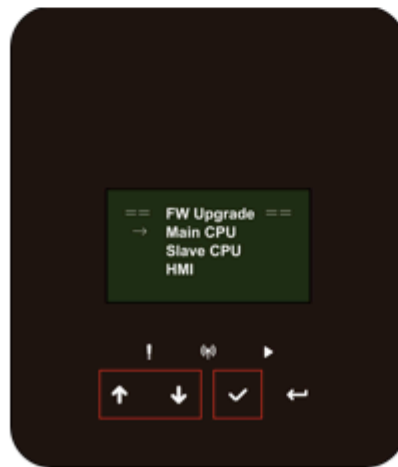 == FW Upgrade ==
→ Main CPU
Slave CPU
HMI